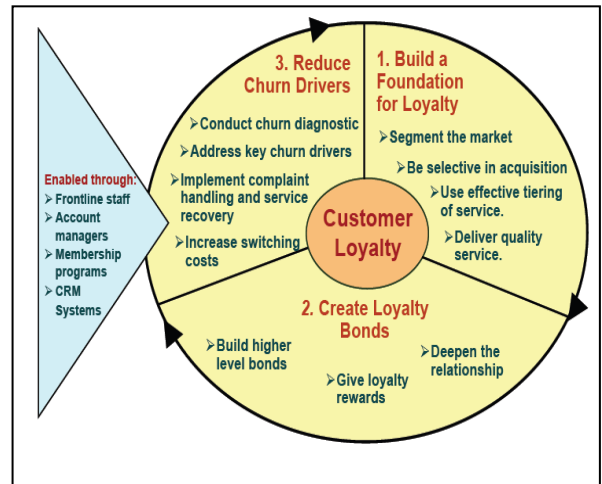 Enabled through:
➢ Frontline staff
➢ Account
managers
➢ Membership
programs
➢ CRM
Systems
3. Reduce
Churn Drivers
➢Conduct churn diagnostic
➢Address key churn drivers
➢Implement complaint
handling and service
recovery
➢Increase switching
costs
1. Build a
Foundation
for Loyalty
➢Segment the market
➢Be selective in acquisition
➢Use effective tiering
of service.
➢Deliver quality
service.
Customer
Loyalty
2. Create Loyalty
Bonds
➢Build higher
level bonds
➢Give loyalty
rewards
➢Deepen the
relationship